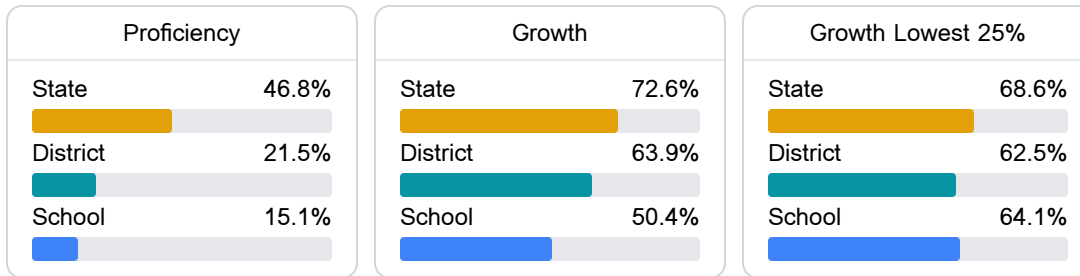 Proficiency
State 46.8%
District 21.5%
School 15.1%
Growth
State 72.6%
District 63.9%
School 50.4%
Growth Lowest 25%
State 68.6%
District 62.5%
School 64.1%